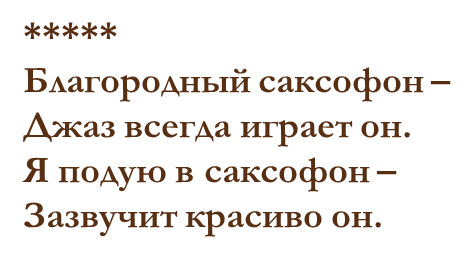 *****
Благородный саксофон –
Джаз всегда играет он.
Я подую в саксофон –
Зазвучит красиво он.